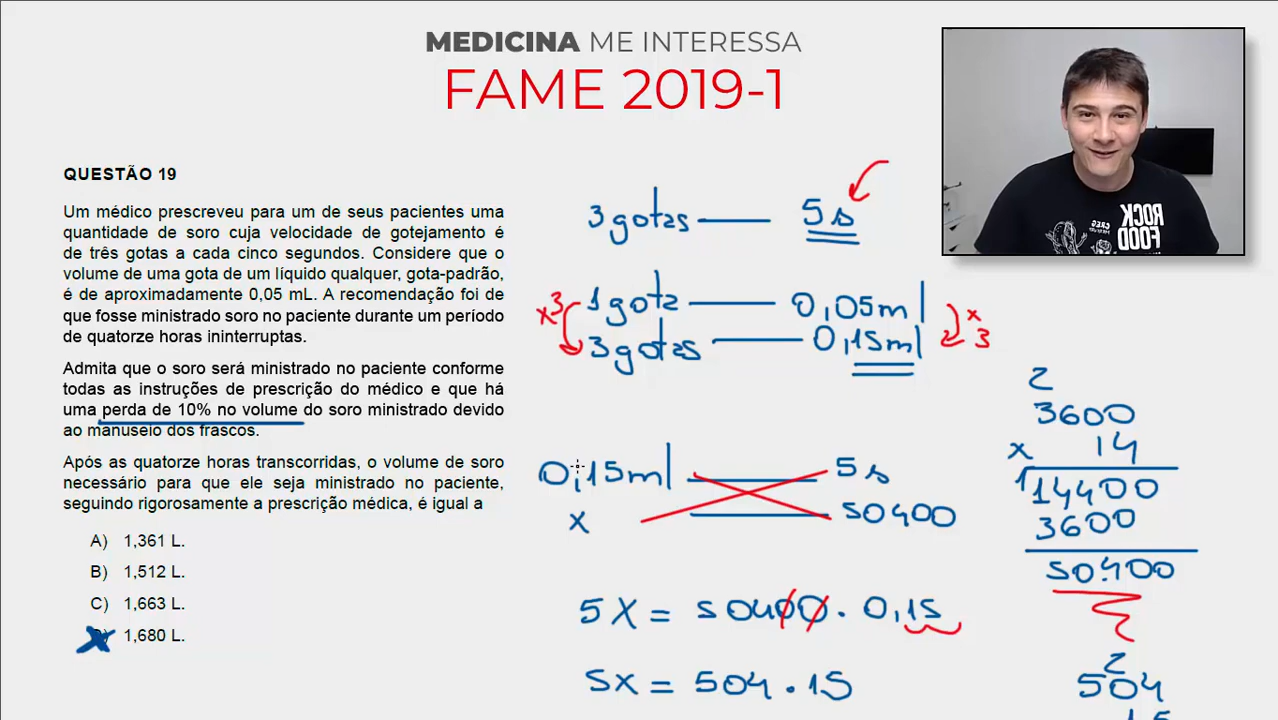 MEDICINA ME INTERESSA
FAME 2019-1
QUESTÃO 19
Um médico prescreveu para um de seus pacientes uma
quantidade de soro cuja velocidade de gotejamento é
de três gotas a cada cinco segundos. Considere que o
volume de uma gota de um líquido qualquer, gota-padrão,
é de aproximadamente 0,05 mL. A recomendação foi de
que fosse ministrado soro no paciente durante um período
de quatorze horas ininterruptas.
Admita que o soro será ministrado no paciente conforme
todas as instruções de prescrição do médico e que há
uma perda de 10% no volume do soro ministrado devido
ao manuseio dos frascos.
Após as quatorze horas transcorridas, o volume de soro
necessário para que ele seja ministrado no paciente,
seguindo rigorosamente a prescrição médica, é igual a
A) 1,361 L.
B) 1,512 L.
C) 1,663 L.
1,680 L.
3 gotas 5 s
x3 1 gota 0,05ml x
3 gotas 0,15ml 3
0,15ml 5 s
x 50400
5x = 50400 . 0,15
5x = 504 . 15
2
3600
x 14
1
14400
3600
50.400
2
504
15
ROCK
FOOD